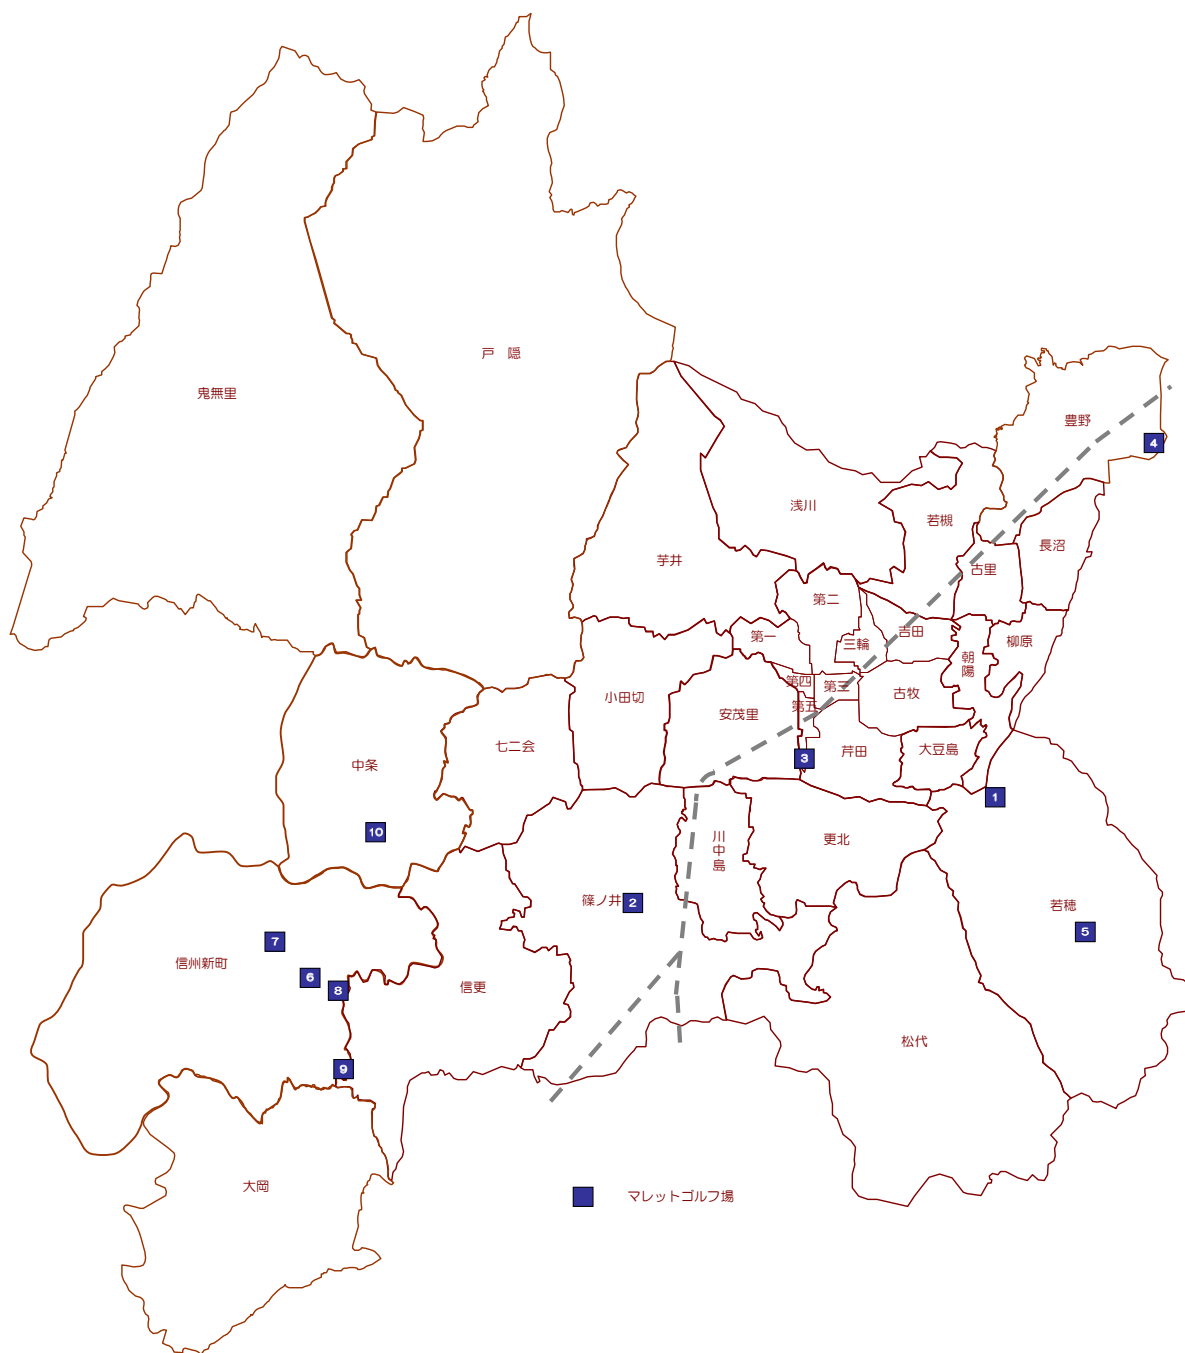 戸 隠
鬼無里
豊野
4
浅川
若槻
長沼
芋井
古里
第二
吉田
第一
三輪
柳原
朝陽
第四
第三
古牧
小田切
第五
安茂里
七二会
大豆島
芹田
3
中条
1
10
川中島
更北
篠ノ井
2
若穂
5
7
信州新町
6
信更
8
松代
9
大岡
マレットゴルフ場